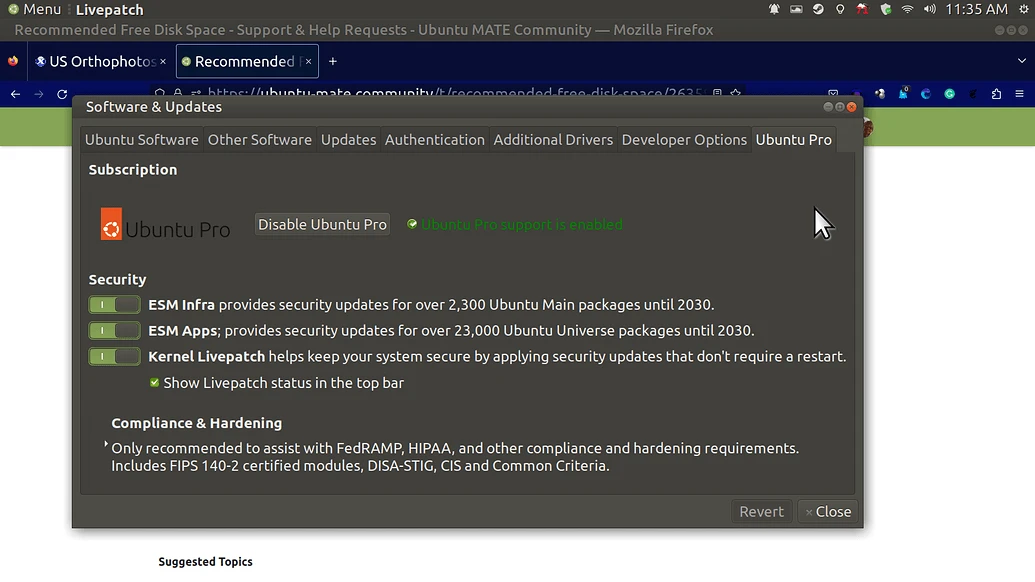 Menu Livepatch 11:35 AM
Recommended Free Disk Space - Support & Help Requests - Ubuntu MATE Community — Mozilla Firefox
US Orthophotos × Recommended × +
Software & Updates
Ubuntu Software Other Software Updates Authentication Additional Drivers Developer Options Ubuntu Pro
Subscription
Ubuntu Pro Disable Ubuntu Pro Ubuntu Pro support is enabled
Security
ESM Infra provides security updates for over 2,300 Ubuntu Main packages until 2030.
ESM Apps; provides security updates for over 23,000 Ubuntu Universe packages until 2030.
Kernel Livepatch helps keep your system secure by applying security updates that don't require a restart.
Show Livepatch status in the top bar
Compliance & Hardening
Only recommended to assist with FedRAMP, HIPAA, and other compliance and hardening requirements.
Includes FIPS 140-2 certified modules, DISA-STIG, CIS and Common Criteria.
Revert Close
Suggested Topics